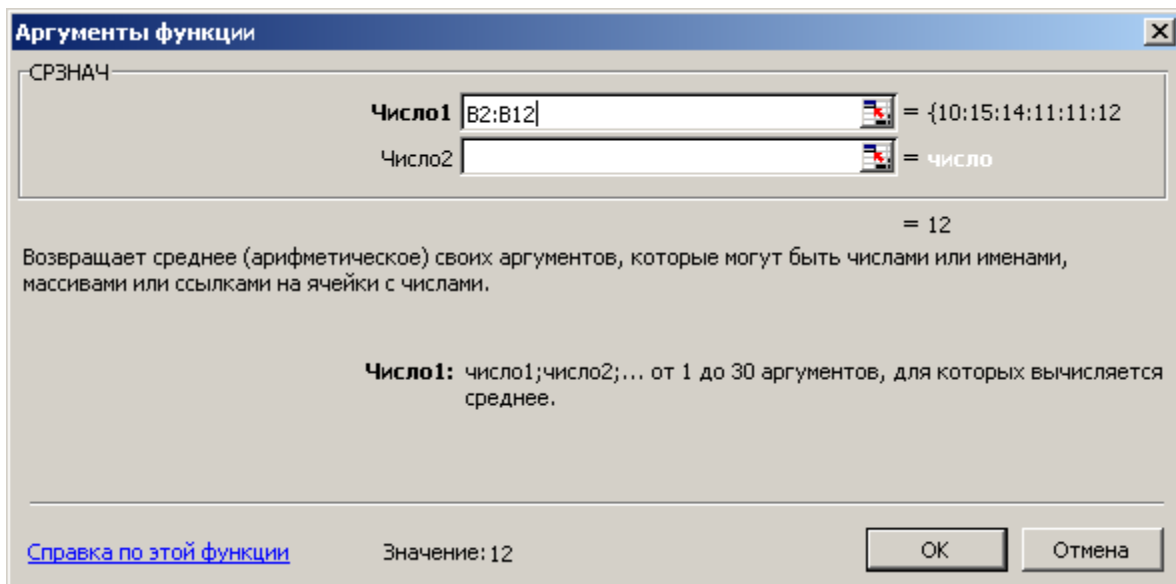 Аргументы функции
СРЗНАЧ
Число1 B2:B12 = {10:15:14:11:11:12
Число2 = число
= 12
Возвращает среднее (арифметическое) своих аргументов, которые могут быть числами или именами,
массивами или ссылками на ячейки с числами.
Число1: число1;число2;... от 1 до 30 аргументов, для которых вычисляется
среднее.
Справка по этой функции Значение:12 OK Отмена